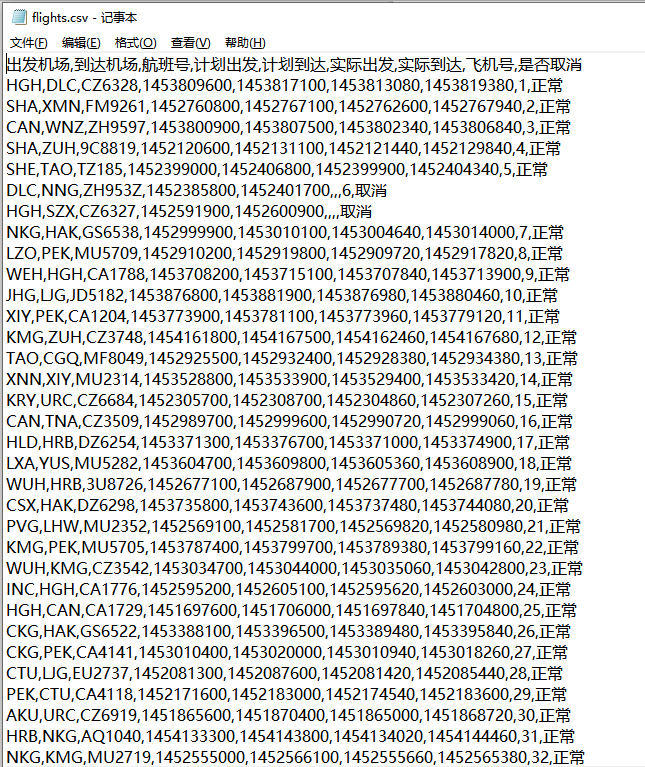 flights.csv - 记事本
文件(F) 编辑(E) 格式(O) 查看(V) 帮助(H)
出发机场,到达机场,航班号,计划出发,计划到达,实际出发,实际到达,飞机号,是否取消
HGH,DLC,CZ6328,1453809600,1453817100,1453813080,1453819380,1,正常
SHA,XMN,FM9261,1452760800,1452767100,1452762600,1452767940,2,正常
CAN,WNZ,ZH9597,1453800900,1453807500,1453802340,1453806840,3,正常
SHA,ZUH,9C8819,1452120600,1452131100,1452121440,1452129840,4,正常
SHE,TAO,TZ185,1452399000,1452406800,1452399900,1452404340,5,正常
DLC,NNG,ZH953Z,1452385800,1452401700,,,6,取消
HGH,SZX,CZ6327,1452591900,1452600900,,,,取消
NKG,HAK,GS6538,1452999900,1453010100,1453004640,1453014000,7,正常
LZO,PEK,MU5709,1452910200,1452919800,1452909720,1452917820,8,正常
WEH,HGH,CA1788,1453708200,1453715100,1453707840,1453713900,9,正常
JHG,LJG,JD5182,1453876800,1453881900,1453876980,1453880460,10,正常
XIY,PEK,CA1204,1453773900,1453781100,1453773960,1453779120,11,正常
KMG,ZUH,CZ3748,1454161800,1454167500,1454162460,1454167680,12,正常
TAO,CGQ,MF8049,1452925500,1452932400,1452928380,1452934380,13,正常
XNN,XIY,MU2314,1453528800,1453533900,1453529400,1453533420,14,正常
KRY,URC,CZ6684,1452305700,1452308700,1452304860,1452307260,15,正常
CAN,TNA,CZ3509,1452989700,1452999600,1452990720,1452999060,16,正常
HLD,HRB,DZ6254,1453371300,1453376700,1453371000,1453374900,17,正常
LXA,YUS,MU5282,1453604700,1453609800,1453605360,1453608900,18,正常
WUH,HRB,3U8726,1452677100,1452687900,1452677700,1452687780,19,正常
CSX,HAK,DZ6298,1453735800,1453743600,1453737480,1453744080,20,正常
PVG,LHW,MU2352,1452569100,1452581700,1452569820,1452580980,21,正常
KMG,PEK,MU5705,1453787400,1453799700,1453789380,1453799160,22,正常
WUH,KMG,CZ3542,1453034700,1453044000,1453035060,1453042800,23,正常
INC,HGH,CA1776,1452595200,1452605100,1452595620,1452603000,24,正常
HGH,CAN,CA1729,1451697600,1451706000,1451697840,1451704800,25,正常
CKG,HAK,GS6522,1453388100,1453396500,1453389480,1453395840,26,正常
CKG,PEK,CA4141,1453010400,1453020000,1453010940,1453018260,27,正常
CTU,LJG,EU2737,1452081300,1452087600,1452081420,1452085440,28,正常
PEK,CTU,CA4118,1452171600,1452183000,1452174540,1452183600,29,正常
AKU,URC,CZ6919,1451865600,1451870400,1451865000,1451868720,30,正常
HRB,NKG,AQ1040,1454133300,1454143800,1454134020,1454144460,31,正常
NKG,KMG,MU2719,1452555000,1452566100,1452555660,1452565380,32,正常